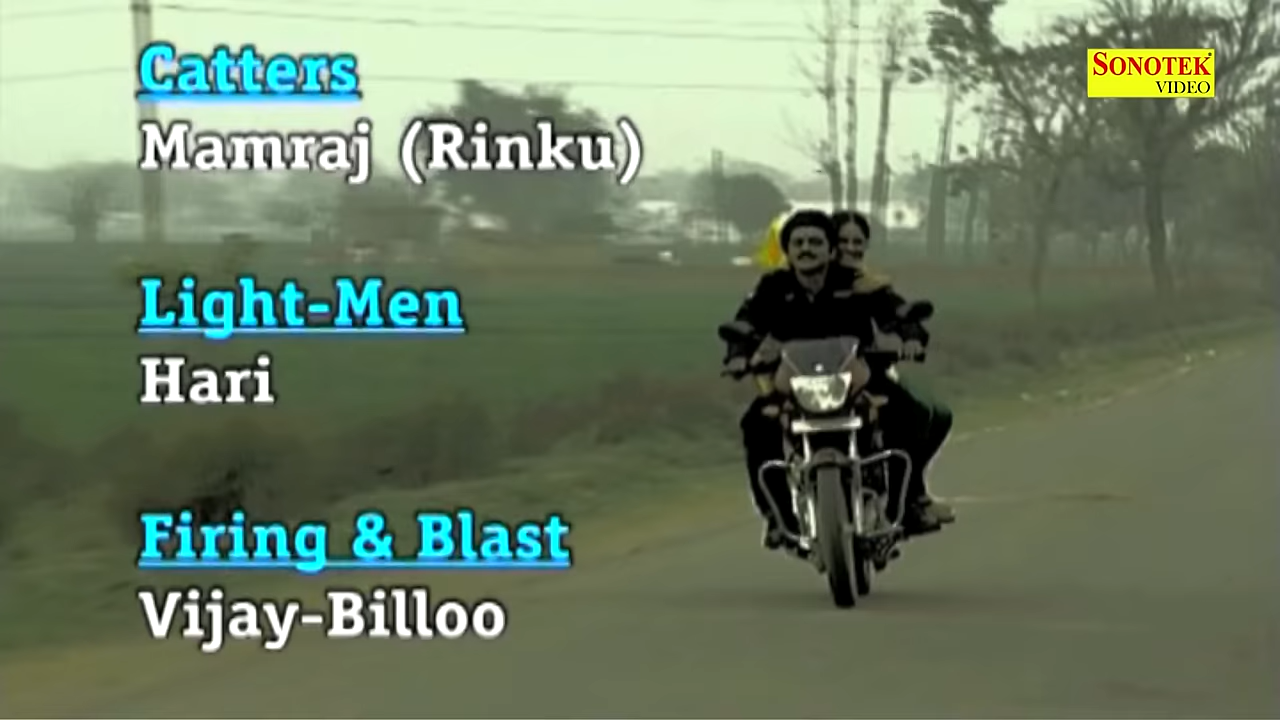 Catters
Mamraj (Rinku)
SONOTEK
VIDEO
Light-Men
Hari
Firing & Blast
Vijay-Billoo